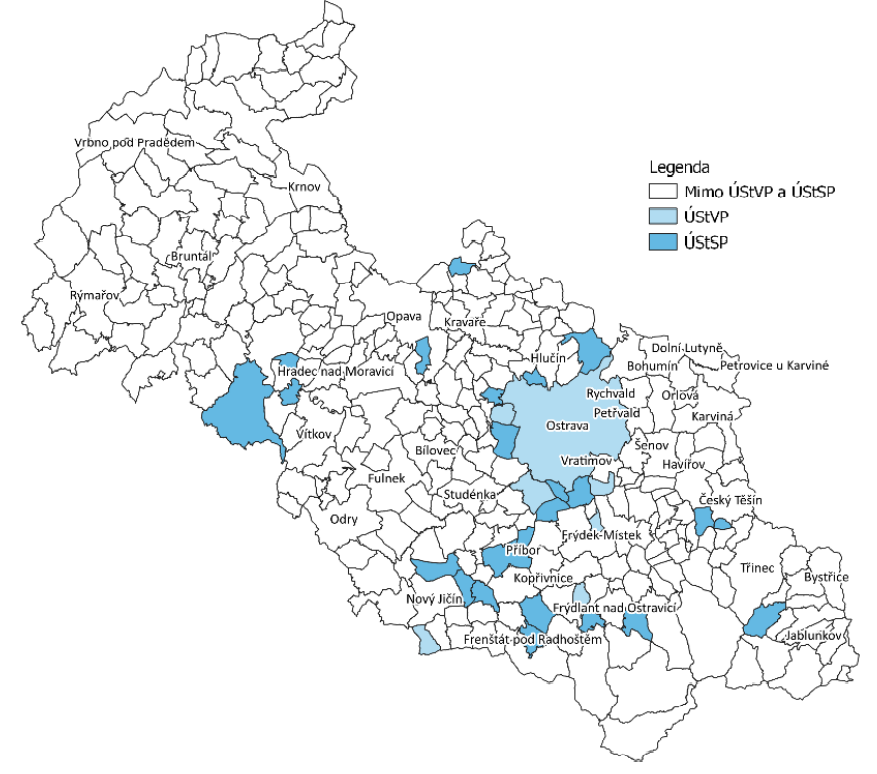 Vrbno pod Pradědem
Legenda
Mimo ÚStVP a ÚStSP
Krnov
ÚStVP
ÚStSP
Bruntál
Rýmařov
Opava
Kravaře
Dolní Lutyně
Hlučín
Bohumín
Petrovice u Karviné
Hradec nad Moravicí
Rychvald
Orlová
Petřvald
Karviná
Ostrava
Vítkov
Šenov
Bílovec
Vratimov
Havířov
Fulnek
Studénka
Český Těšín
Odry
Frýdek-Místek
Příbor
Třinec
Kopřivnice
Bystřice
Nový Jičín
Frýdlant nad Ostravicí
Frenštát pod Radhoštěm
Jablunkov